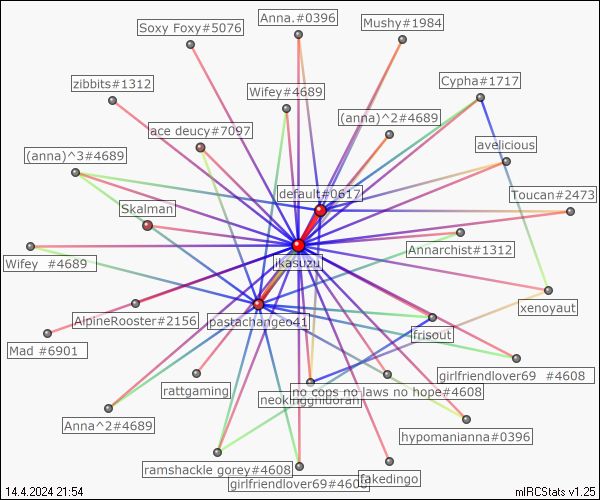 Anna.#0396
Mushy#1984
Soxy Foxy#5076
Cypha#1717
zibbits#1312
Wifey#4689
(anna)^2#4689
ace deucy#7097
avelicious
(anna)^3#4689
default#0617
Toucan#2473
Skalman
Annarchist#1312
Wifey  #4689
ikasuzu
xenoyaut
AlpineRooster#2156
pastachangeo41
frisout
Mad #6901
girlfriendlover69  #4608
rattgaming
no cops no laws no hope#4608
neokingghidorah
Anna^2#4689
hypomanianna#0396
ramshackle gorey#4608
fakedingo
girlfriendlover69#4608
14.4.2024 21:54
mIRCStats v1.25